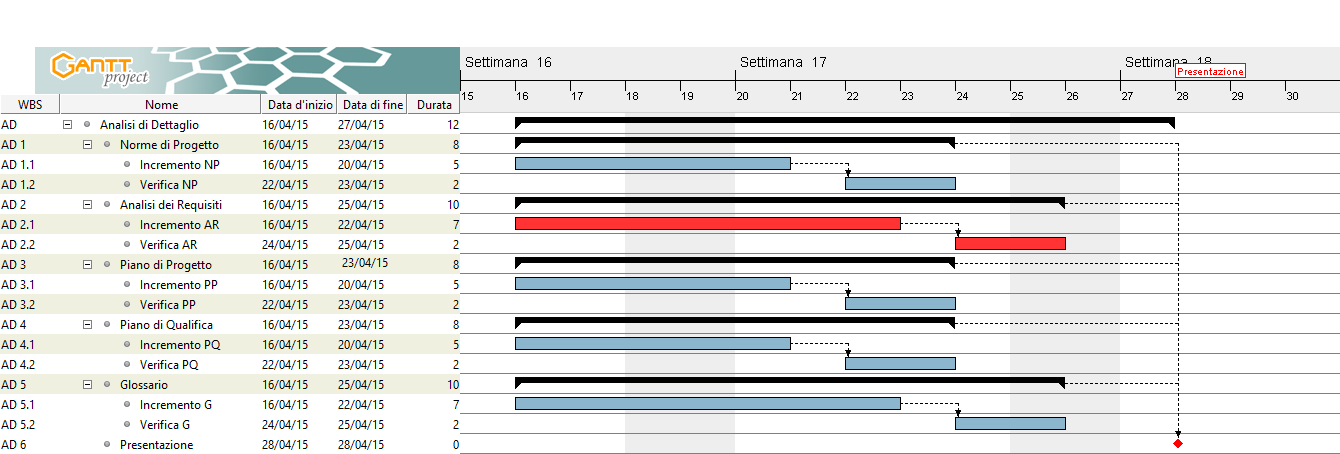 GANTT project
Settimana 16 Settimana 17 Settimana 18
Presentazione
15 16 17 18 19 20 21 22 23 24 25 26 27 28 29 30
WBS Nome Data d'inizio Data di fine Durata
AD Analisi di Dettaglio 16/04/15 27/04/15 12
AD 1 Norme di Progetto 16/04/15 23/04/15 8
AD 1.1 Incremento NP 16/04/15 20/04/15 5
AD 1.2 Verifica NP 22/04/15 23/04/15 2
AD 2 Analisi dei Requisiti 16/04/15 25/04/15 10
AD 2.1 Incremento AR 16/04/15 22/04/15 7
AD 2.2 Verifica AR 24/04/15 25/04/15 2
AD 3 Piano di Progetto 16/04/15 23/04/15 8
AD 3.1 Incremento PP 16/04/15 20/04/15 5
AD 3.2 Verifica PP 22/04/15 23/04/15 2
AD 4 Piano di Qualifica 16/04/15 23/04/15 8
AD 4.1 Incremento PQ 16/04/15 20/04/15 5
AD 4.2 Verifica PQ 22/04/15 23/04/15 2
AD 5 Glossario 16/04/15 25/04/15 10
AD 5.1 Incremento G 16/04/15 22/04/15 7
AD 5.2 Verifica G 24/04/15 25/04/15 2
AD 6 Presentazione 28/04/15 28/04/15 0